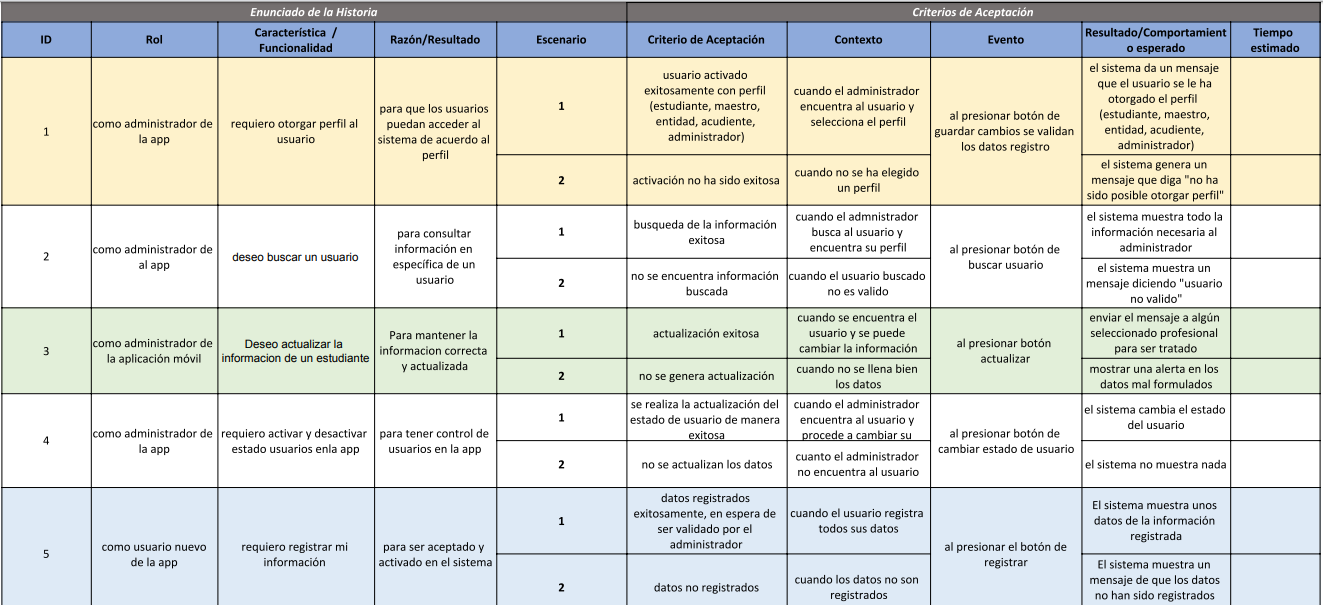 Enunciado de la Historia
Criterios de Aceptación
ID
Rol
Característica /
Funcionalidad
Razón/Resultado
Escenario
Criterio de Aceptación
Contexto
Evento
Resultado/Comportamient
o esperado
Tiempo
estimado
1
como administrador de
la app
requiero otorgar perfil al
usuario
para que los usuarios
puedan acceder al
sistema de acuerdo al
perfil
1
usuario activado
exitosamente con perfil
(estudiante, maestro,
entidad, acudiente,
administrador)
cuando el administrador
encuentra al usuario y
selecciona el perfil
al presionar botón de
guardar cambios se validan
los datos registro
el sistema da un mensaje
que el usuario se le ha
otorgado el perfil
(estudiante, maestro,
entidad, acudiente,
administrador)
2
activación no ha sido exitosa
cuando no se ha elegido
un perfil
el sistema genera un
mensaje que diga "no ha
sido posible otorgar perfil"
2
como administrador de
al app
deseo buscar un usuario
para consultar
información en
específica de un
usuario
1
busqueda de la información
exitosa
cuando el admnistrador
busca al usuario y
encuentra su perfil
al presionar botón de
buscar usuario
el sistema muestra todo la
información necesaria al
administrador
2
no se encuentra información
buscada
cuando el usuario buscado
no es valido
el sistema muestra un
mensaje diciendo "usuario
no valido"
3
como administrador de
la aplicación móvil
Deseo actualizar la
informacion de un estudiante
Para mantener la
informacion correcta
y actualizada
1
actualización exitosa
cuando se encuentra el
usuario y se puede
cambiar la información
al presionar botón
actualizar
enviar el mensaje a algún
seleccionado profesional
para ser tratado
2
no se genera actualización
cuando no se llena bien
los datos
mostrar una alerta en los
datos mal formulados
4
como administrador de
la app
requiero activar y desactivar
estado usuarios enla app
para tener control de
usuarios en la app
1
se realiza la actualización del
estado de usuario de manera
exitosa
cuando el administrador
encuentra al usuario y
procede a cambiar su
al presionar botón de
cambiar estado de usuario
el sistema cambia el estado
del usuario
2
no se actualizan los datos
cuanto el administrador
no encuentra al usuario
el sistema no muestra nada
5
como usuario nuevo
de la app
requiero registrar mi
información
para ser aceptado y
activado en el sistema
1
datos registrados
exitosamente, en espera de
ser validado por el
administrador
cuando el usuario registra
todos sus datos
al presionar el botón de
registrar
El sistema muestra unos
datos de la información
registrada
2
datos no registrados
cuando los datos no son
registrados
El sistema muestra un
mensaje de que los datos
no han sido registrados